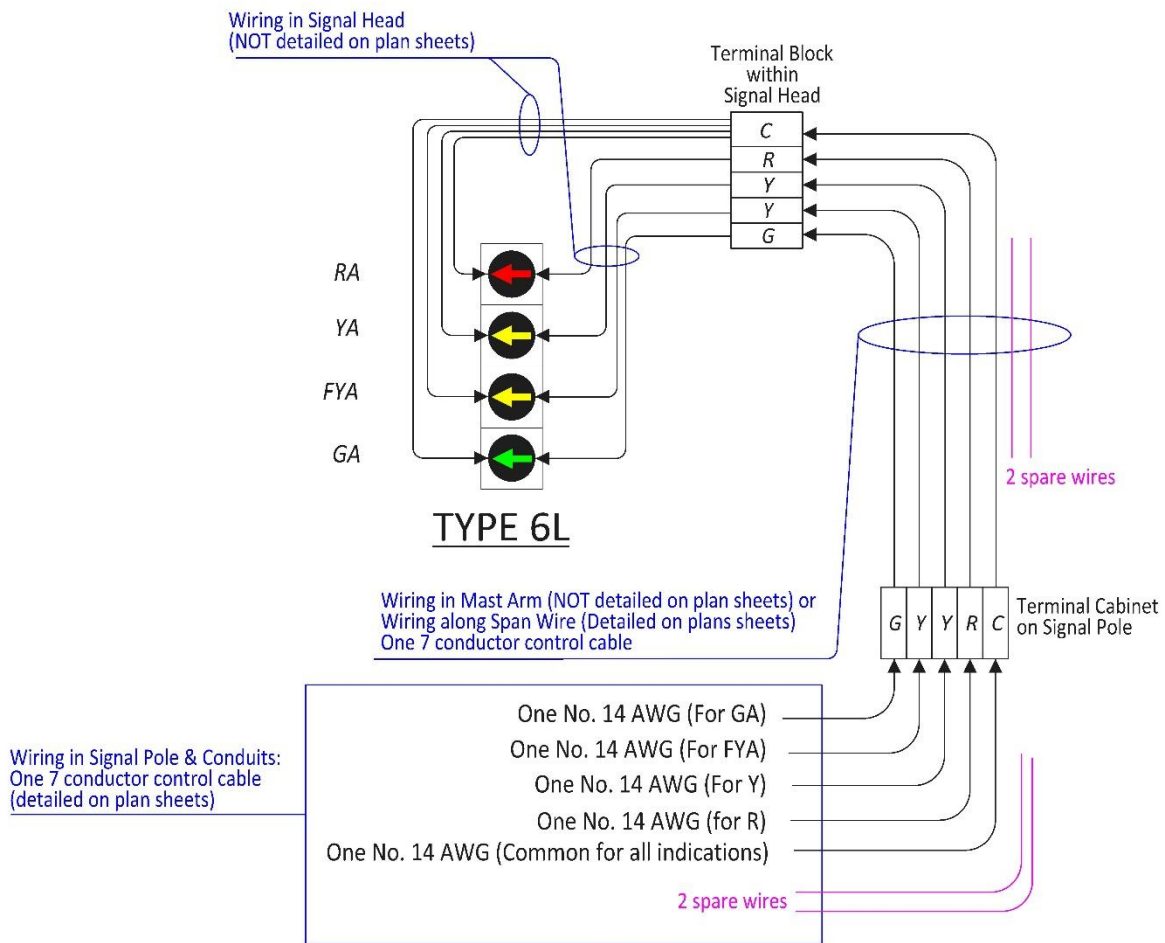 Wiring in Signal Head
(NOT detailed on plan sheets)
Terminal Block
within
Signal Head
C
R
Y
Y
G
RA
YA
FYA
GA
TYPE 6L
2 spare wires
Wiring in Mast Arm (NOT detailed on plan sheets) or
Wiring along Span Wire (Detailed on plans sheets)
One 7 conductor control cable
G Y Y R C
Terminal Cabinet
on Signal Pole
Wiring in Signal Pole & Conduits:
One 7 conductor control cable
(detailed on plan sheets)
One No. 14 AWG (For GA)
One No. 14 AWG (For FYA)
One No. 14 AWG (For Y)
One No. 14 AWG (for R)
One No. 14 AWG (Common for all indications)
2 spare wires